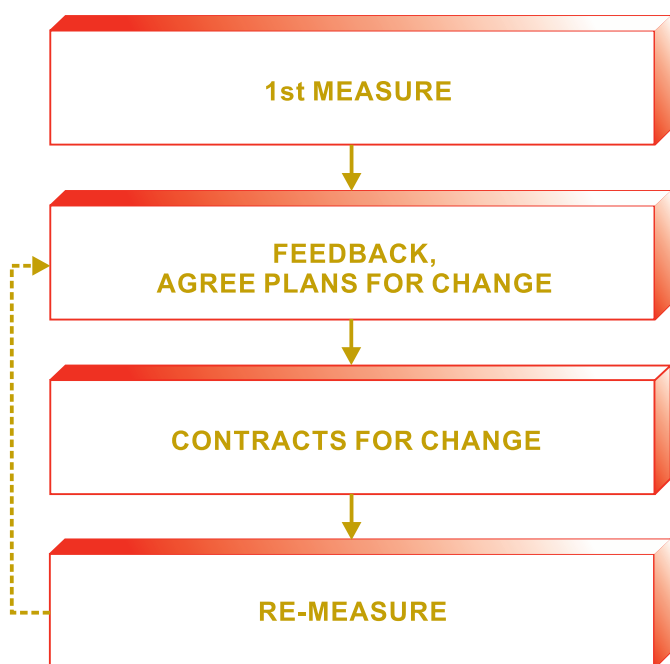 1st MEASURE
FEEDBACK,
AGREE PLANS FOR CHANGE
CONTRACTS FOR CHANGE
RE-MEASURE